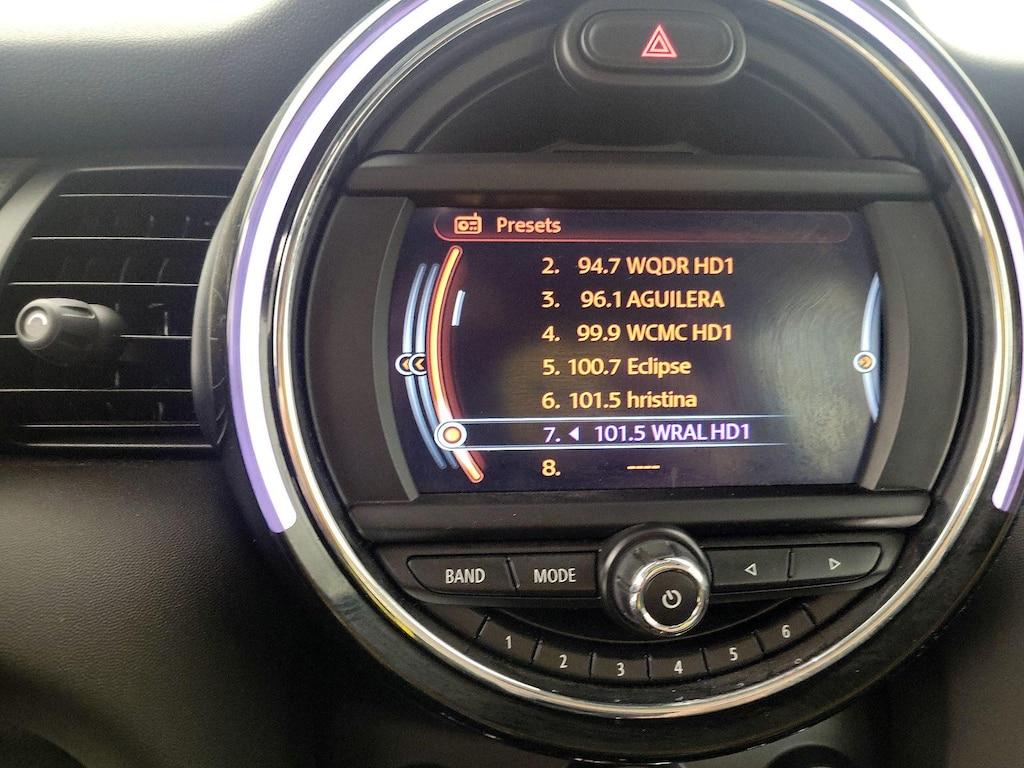 Presets
2. 94.7 WQDR HD1
3. 96.1 AGUILERA
4. 99.9 WCMC HD1
5. 100.7 Eclipse
6. 101.5 hristina
7. ◄ 101.5 WRAL HD1
8. ----
BAND MODE
1 2 3 4 5 6